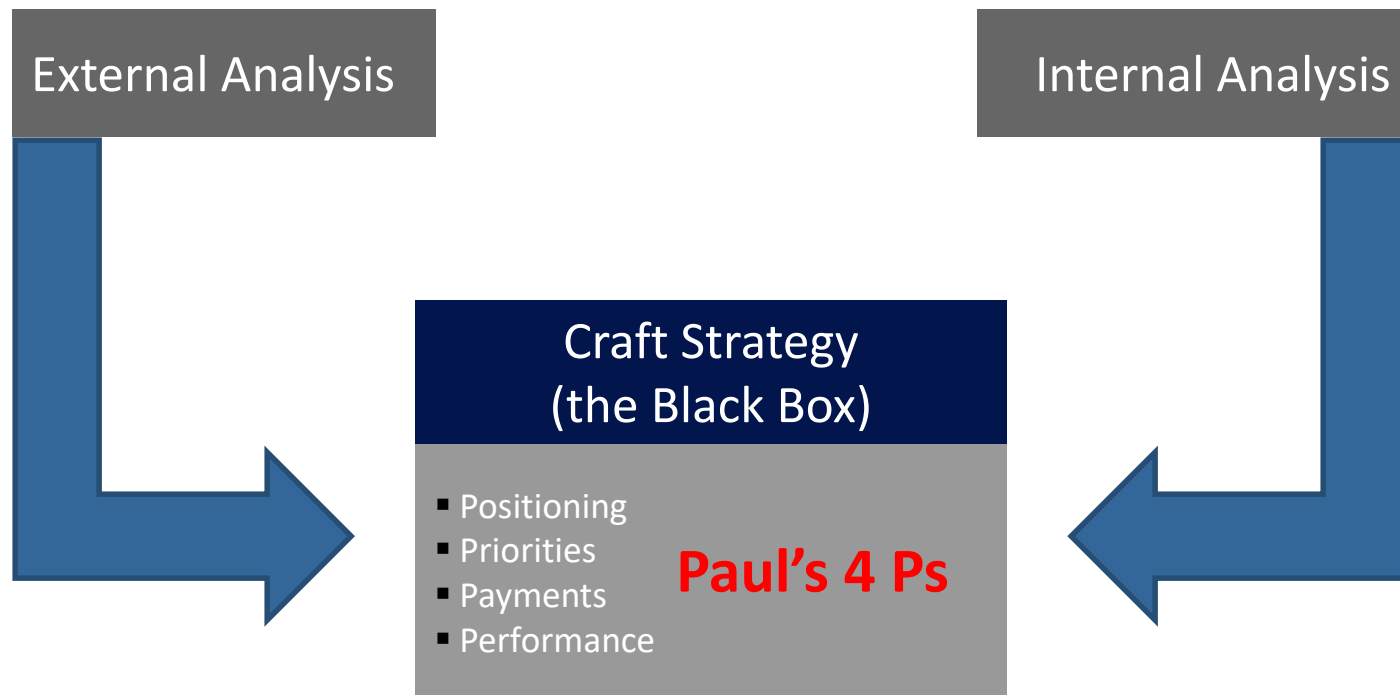 External Analysis
Internal Analysis
Craft Strategy
(the Black Box)
▪ Positioning
▪ Priorities
▪ Payments
▪ Performance
Paul’s 4 Ps